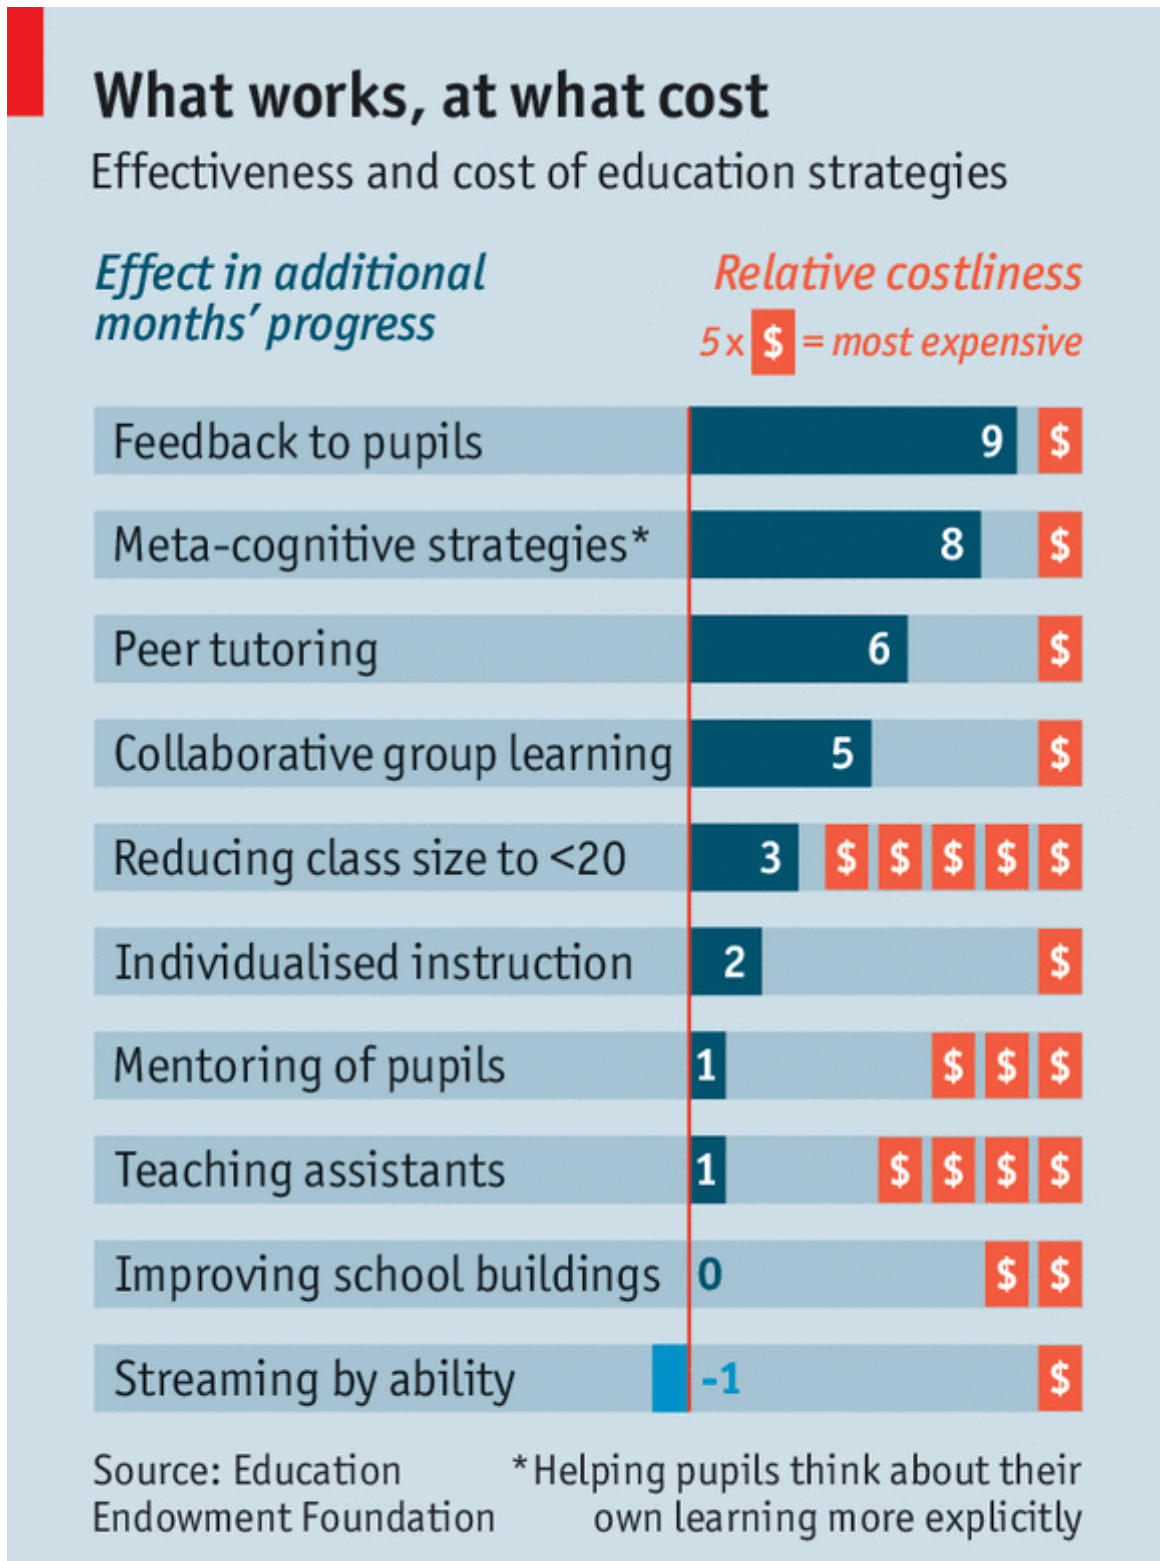 What works, at what cost
Effectiveness and cost of education strategies
Effect in additional
months’ progress
Relative costliness
5 x $ = most expensive
Feedback to pupils 9 $
Meta-cognitive strategies* 8 $
Peer tutoring 6 $
Collaborative group learning 5 $
Reducing class size to <20 3 $ $ $ $ $
Individualised instruction 2 $
Mentoring of pupils 1 $ $ $
Teaching assistants 1 $ $ $ $
Improving school buildings 0 $ $
Streaming by ability -1 $
Source: Education
Endowment Foundation
*Helping pupils think about their
own learning more explicitly